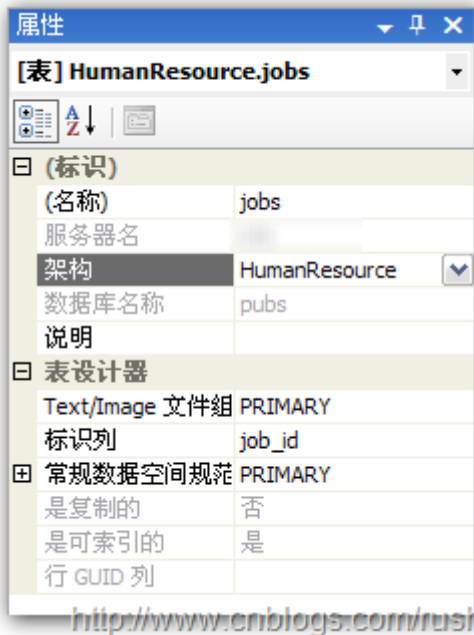 属性
[表] HumanResource.jobs
(标识)
(名称) jobs
服务器名
架构 HumanResource
数据库名称 pubs
说明
表设计器
Text/Image 文件组 PRIMARY
标识列 job_id
常规数据空间规范 PRIMARY
是复制的 否
是可索引的 是
行 GUID 列
http://www.cnblogs.com/rush